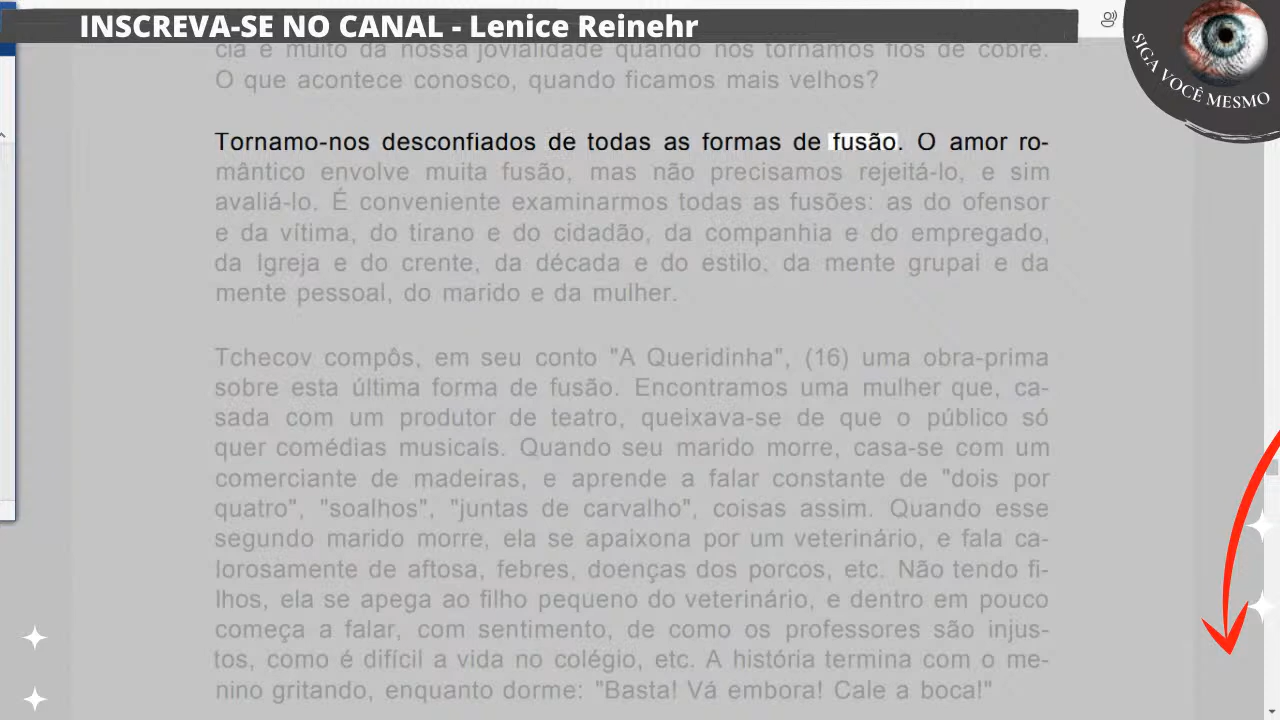 INSCREVA-SE NO CANAL - Lenice Reinehr
SIGA VOCÊ MESMO
cia e muito da nossa jovialidade quando nos tornamos fios de cobre.
O que acontece conosco, quando ficamos mais velhos?
Tornamo-nos desconfiados de todas as formas de fusão. O amor ro-
mântico envolve muita fusão, mas não precisamos rejeitá-lo, e sim
avaliá-lo. É conveniente examinarmos todas as fusões: as do ofensor
e da vítima, do tirano e do cidadão, da companhia e do empregado,
da Igreja e do crente, da década e do estilo, da mente grupal e da
mente pessoal, do marido e da mulher.
Tchecov compôs, em seu conto "A Queridinha", (16) uma obra-prima
sobre esta última forma de fusão. Encontramos uma mulher que, ca-
sada com um produtor de teatro, queixava-se de que o público só
quer comédias musicais. Quando seu marido morre, casa-se com um
comerciante de madeiras, e aprende a falar constante de "dois por
quatro", "soalhos", "juntas de carvalho", coisas assim. Quando esse
segundo marido morre, ela se apaixona por um veterinário, e fala ca-
lorosamente de aftosa, febres, doenças dos porcos, etc. Não tendo fi-
lhos, ela se apega ao filho pequeno do veterinário, e dentro em pouco
começa a falar, com sentimento, de como os professores são injus-
tos, como é difícil a vida no colégio, etc. A história termina com o me-
nino gritando, enquanto dorme: "Basta! Vá embora! Cale a boca!"